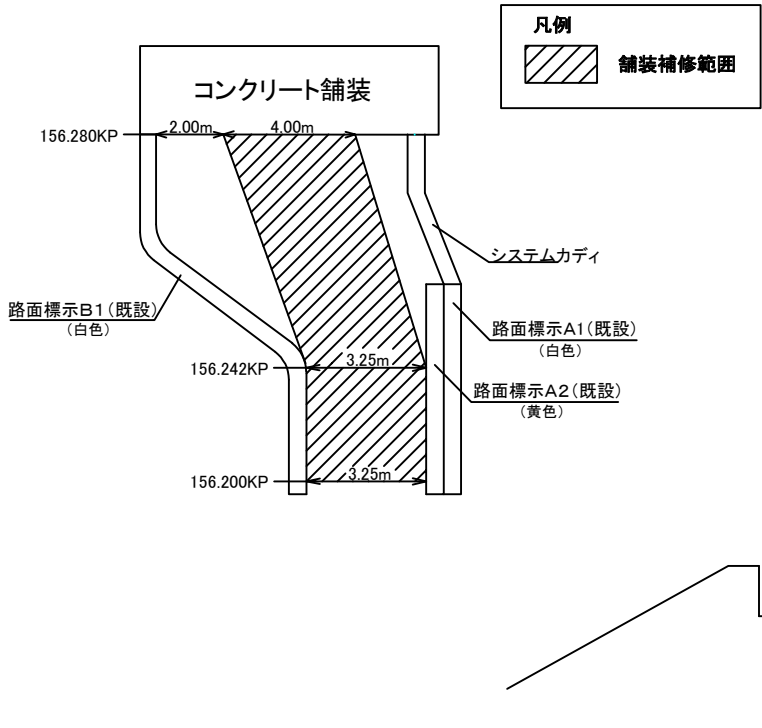 凡例
舗装補修範囲
コンクリート舗装
156.280KP
2.00m
4.00m
システムカディ
路面標示B1(既設)
(白色)
路面標示A1(既設)
(白色)
156.242KP
3.25m
路面標示A2(既設)
(黄色)
156.200KP
3.25m